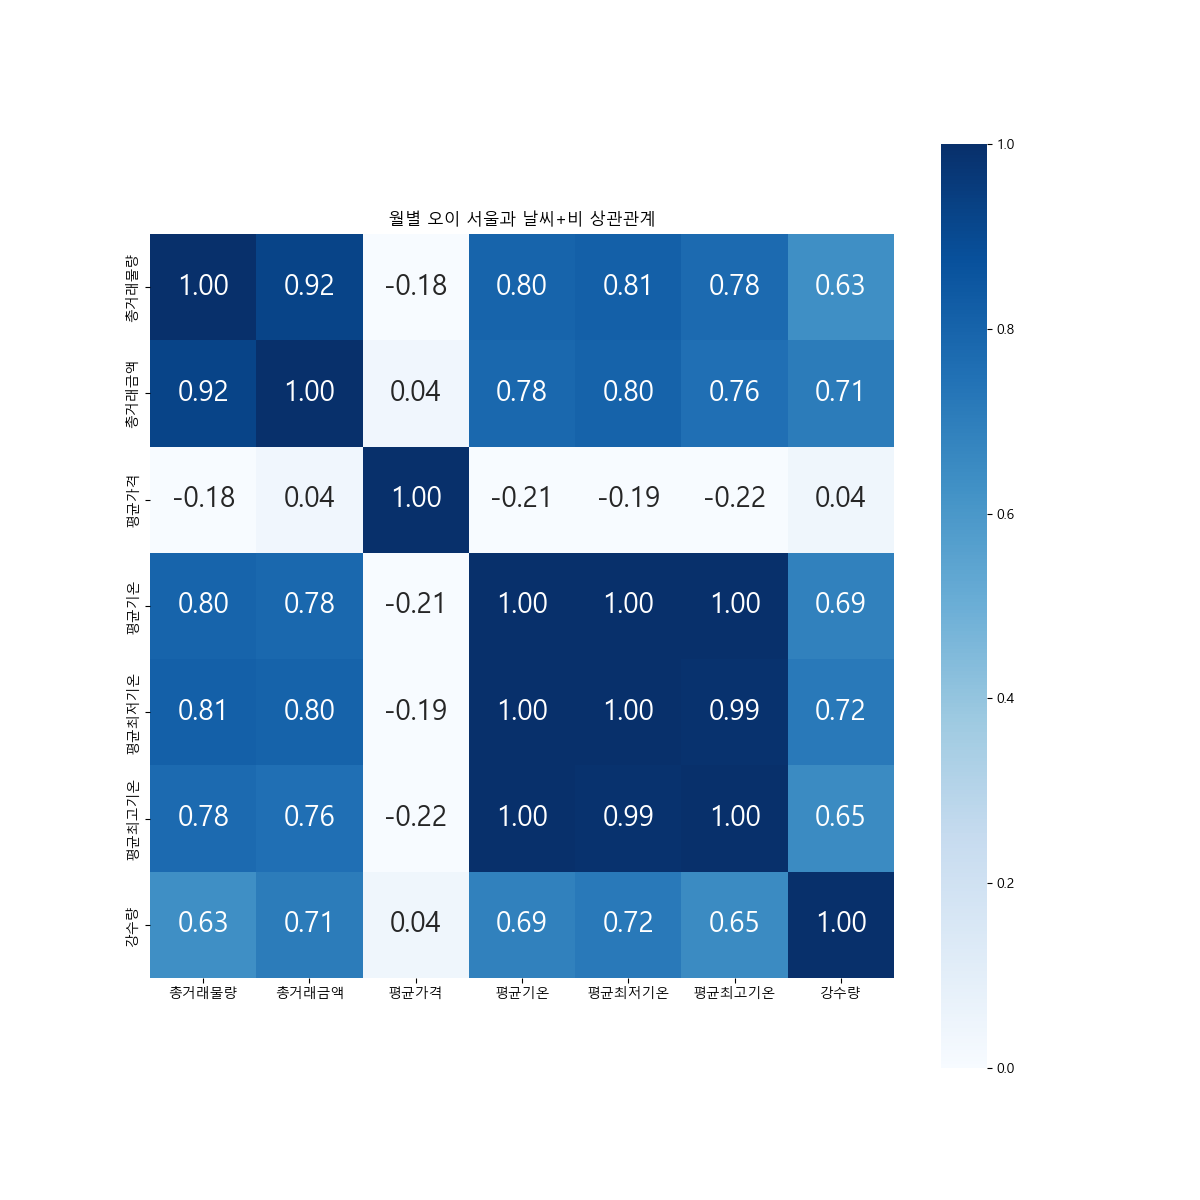 월별 오이 서울과 날씨+비 상관관계
총거래물량 1.00 0.92 -0.18 0.80 0.81 0.78 0.63
총거래금액 0.92 1.00 0.04 0.78 0.80 0.76 0.71
평균가격 -0.18 0.04 1.00 -0.21 -0.19 -0.22 0.04
평균기온 0.80 0.78 -0.21 1.00 1.00 1.00 0.69
평균최저기온 0.81 0.80 -0.19 1.00 1.00 0.99 0.72
평균최고기온 0.78 0.76 -0.22 1.00 0.99 1.00 0.65
강수량 0.63 0.71 0.04 0.69 0.72 0.65 1.00
총거래물량 총거래금액 평균가격 평균기온 평균최저기온 평균최고기온 강수량
1.0
0.8
0.6
0.4
0.2
0.0